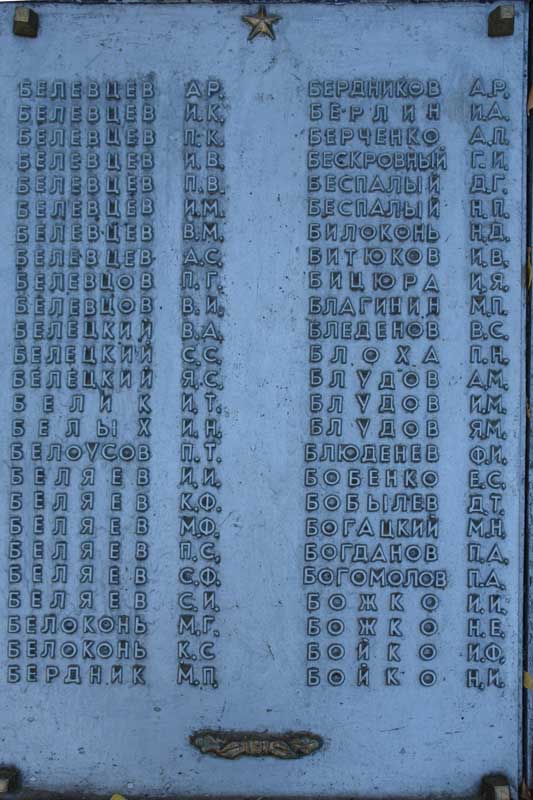 БЕЛЕВЦЕВ А.Р.
БЕЛЕВЦЕВ И.К.
БЕЛЕВЦЕВ П.К.
БЕЛЕВЦЕВ И.В.
БЕЛЕВЦЕВ П.В.
БЕЛЕВЦЕВ И.М.
БЕЛЕВЦЕВ В.М.
БЕЛЕВЦЕВ А.С.
БЕЛЕВЦОВ П.Г.
БЕЛЕВЦОВ В.И.
БЕЛЕЦКИЙ В.А.
БЕЛЕЦКИЙ С.С.
БЕЛЕЦКИЙ Я.С.
БЕЛИК И.Т.
БЕЛЫХ И.Н.
БЕЛОУСОВ П.Т.
БЕЛЯЕВ И.И.
БЕЛЯЕВ К.Ф.
БЕЛЯЕВ М.Ф.
БЕЛЯЕВ П.С.
БЕЛЯЕВ С.Ф.
БЕЛЯЕВ С.И.
БЕЛОКОНЬ М.Г.
БЕЛОКОНЬ К.С
БЕРДНИК М.П.
БЕРДНИКОВ А.Р.
БЕРЛИН И.А.
БЕРЧЕНКО А.П.
БЕСКРОВНЫЙ Г.И.
БЕСПАЛЫЙ Д.Г.
БЕСПАЛЫЙ Н.П.
БИЛОКОНЬ Н.Д.
БИТЮКОВ И.В.
БИЦЮРА И.Я.
БЛАГИНИН М.П.
БЛЕДЕНОВ В.С.
БЛОХА П.Н.
БЛУДОВ А.М.
БЛУДОВ И.М.
БЛУДОВ Я.М.
БЛЮДЕНЕВ Ф.И.
БОБЕНКО Е.С.
БОБЫЛЕВ Д.Т.
БОГАЦКИЙ М.Н.
БОГДАНОВ П.А.
БОГОМОЛОВ П.А.
БОЖКО И.И.
БОЖКО Н.Е.
БОЙКО И.Ф.
БОЙКО Н.И.